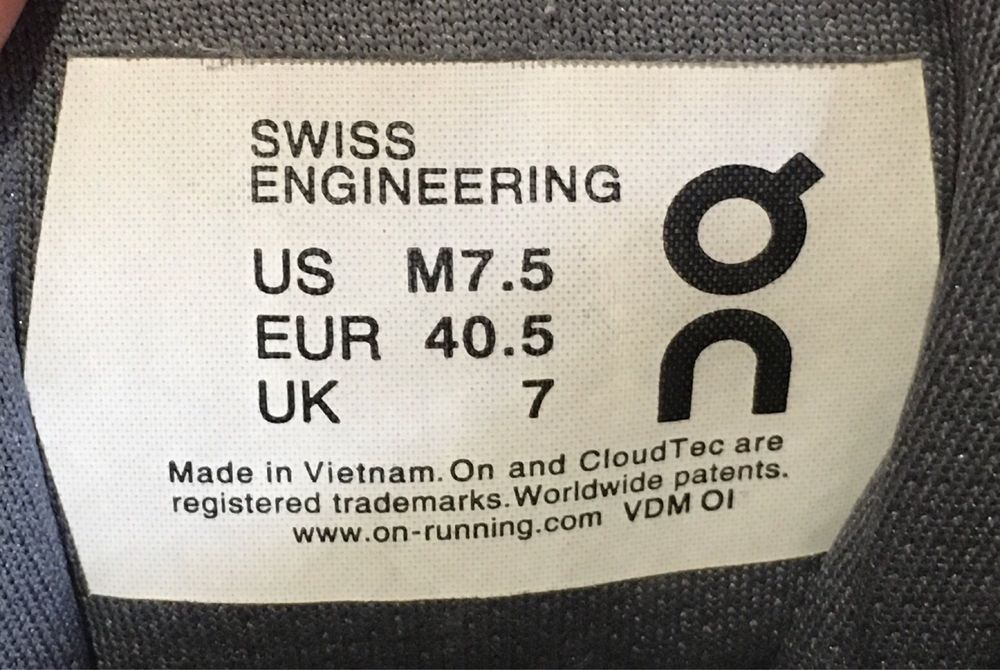 SWISS
ENGINEERING
US M7.5
EUR 40.5
UK 7
On
Made in Vietnam. On and CloudTec are
registered trademarks. Worldwide patents.
www.on-running.com VDM OI